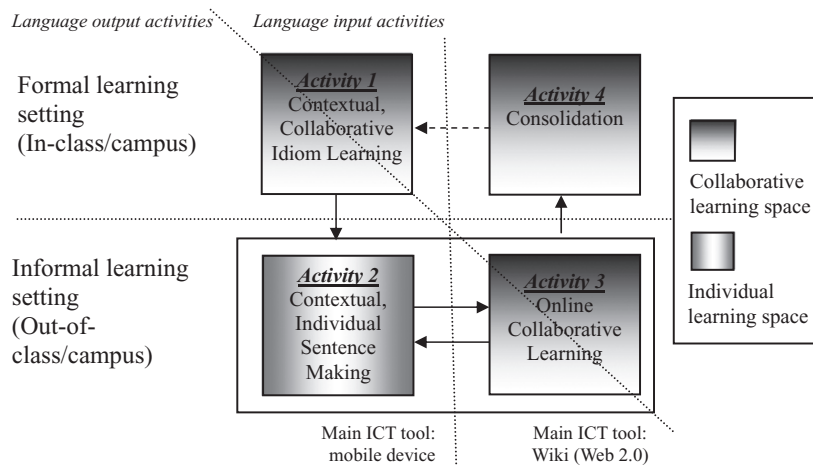 Language output activities
Language input activities
Formal learning
setting
(In-class/campus)
Activity 1
Contextual,
Collaborative
Idiom Learning
Activity 4
Consolidation
Collaborative
learning space
Individual
learning space
Informal learning
setting
(Out-of-
class/campus)
Activity 2
Contextual,
Individual
Sentence
Making
Activity 3
Online
Collaborative
Learning
Main ICT tool:
mobile device
Main ICT tool:
Wiki (Web 2.0)